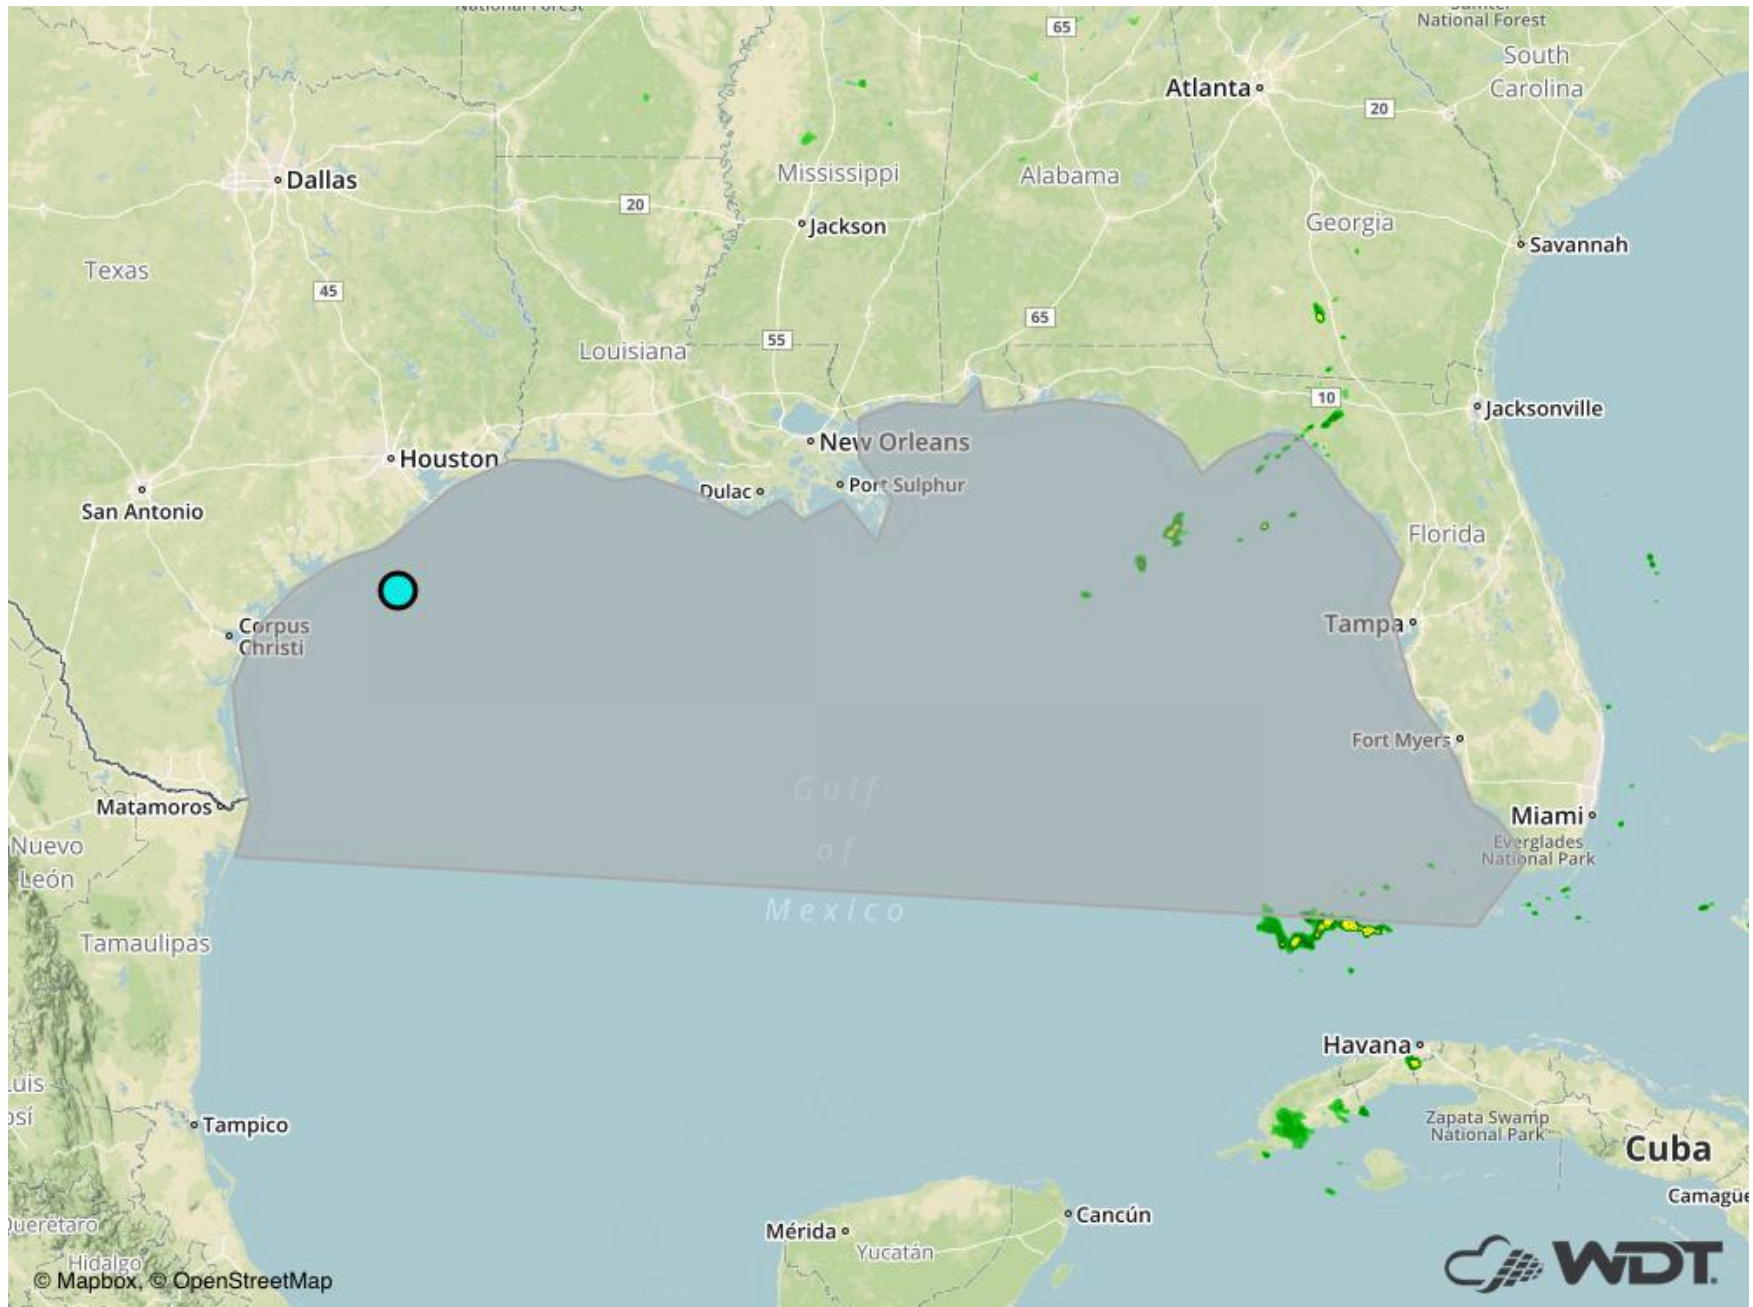 National Forest
65
Sumter
National Forest
South
Carolina
Atlanta
20
Dallas
Mississippi
Alabama
20
Jackson
Georgia
Savannah
Texas
45
65
55
Louisiana
10
Jacksonville
New Orleans
Houston
Dulac
Port Sulphur
San Antonio
Florida
Corpus
Christi
Tampa
Fort Myers
Gulf
of
Mexico
Matamoros
Miami
Everglades
National Park
Nuevo
León
Tamaulipas
Havana
Luis
Tampico
Zapata Swamp
National Park
Cuba
Camagüe
Mérida
Cancún
Yucatán
Querétaro
Hidalgo
© Mapbox, © OpenStreetMap
WDT.